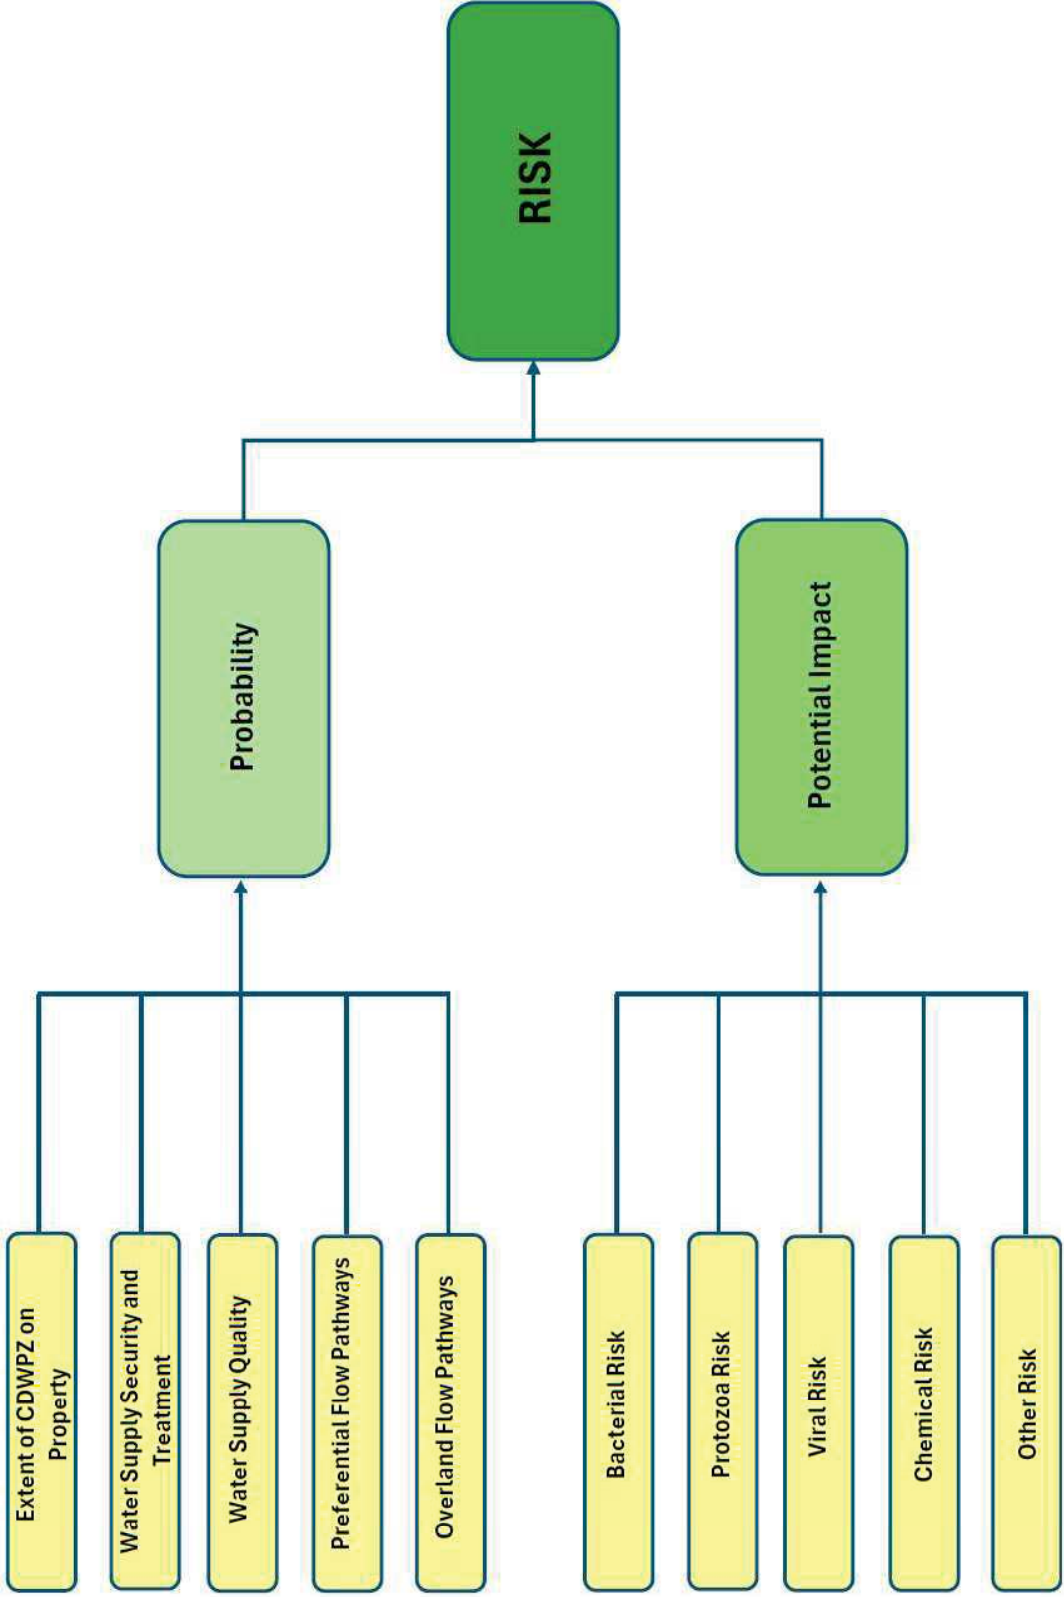 Extent of CDWPZ on
Property
Water Supply Security and
Treatment
Water Supply Quality
Preferential Flow Pathways
Overland Flow Pathways
Probability
Bacterial Risk
Protozoa Risk
Viral Risk
Chemical Risk
Other Risk
Potential Impact
RISK